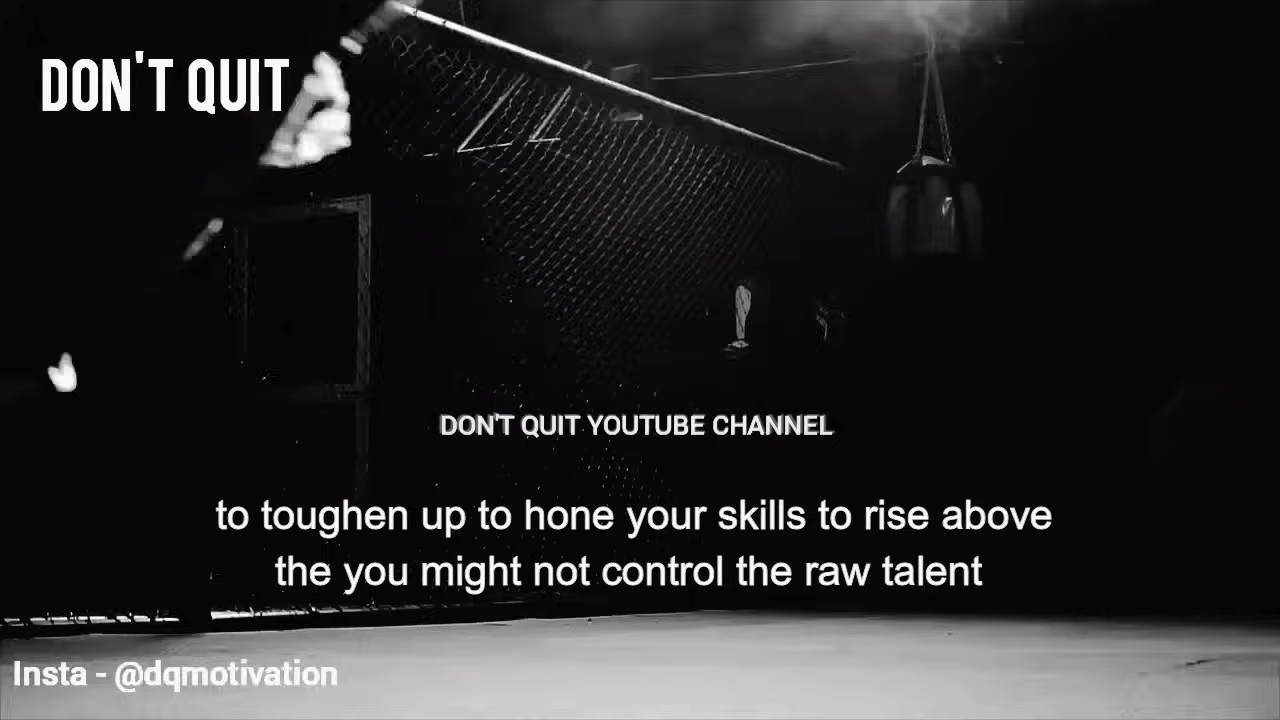 DON'T QUIT
DON'T QUIT YOUTUBE CHANNEL
to toughen up to hone your skills to rise above
the you might not control the raw talent
Insta - @dqmotivation